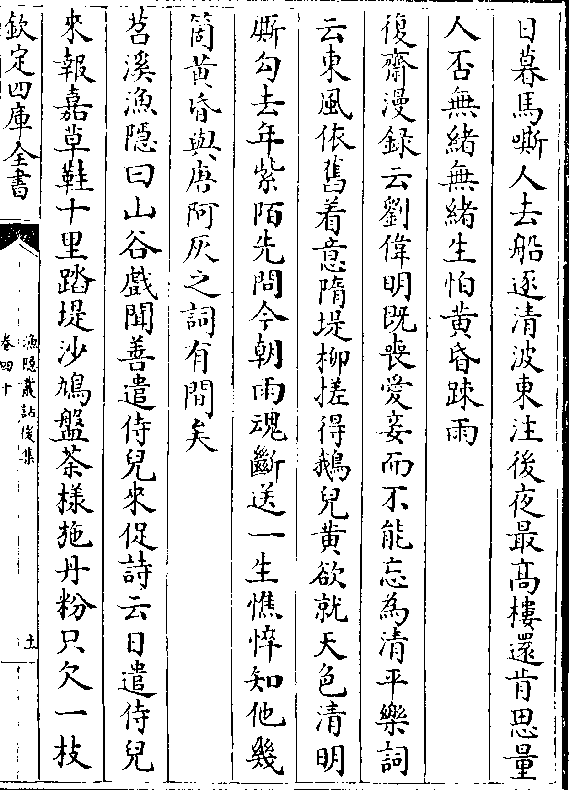 日暮馬嘶人去船逐清波東注後夜最高樓還肯思量
人否無緒無緒生怕黄昏踈雨
復齋漫録云劉偉明既喪愛妾而不能忘為清平樂詞
云東風依舊着意隋堤柳搓得鵝兒黄欲就天色清明
厮勾去年紫陌先問今朝雨魂斷送一生憔悴知他幾
箇黄昏與唐阿灰之詞有間矣
苕溪漁隱曰山谷戲聞善遣侍兒來促詩云日遣侍兒
來報嘉草鞋十里踏堤沙鳩盤荼樣施丹粉只欠一枝
欽定四庫全書
漁隱叢話後集
卷四十
土